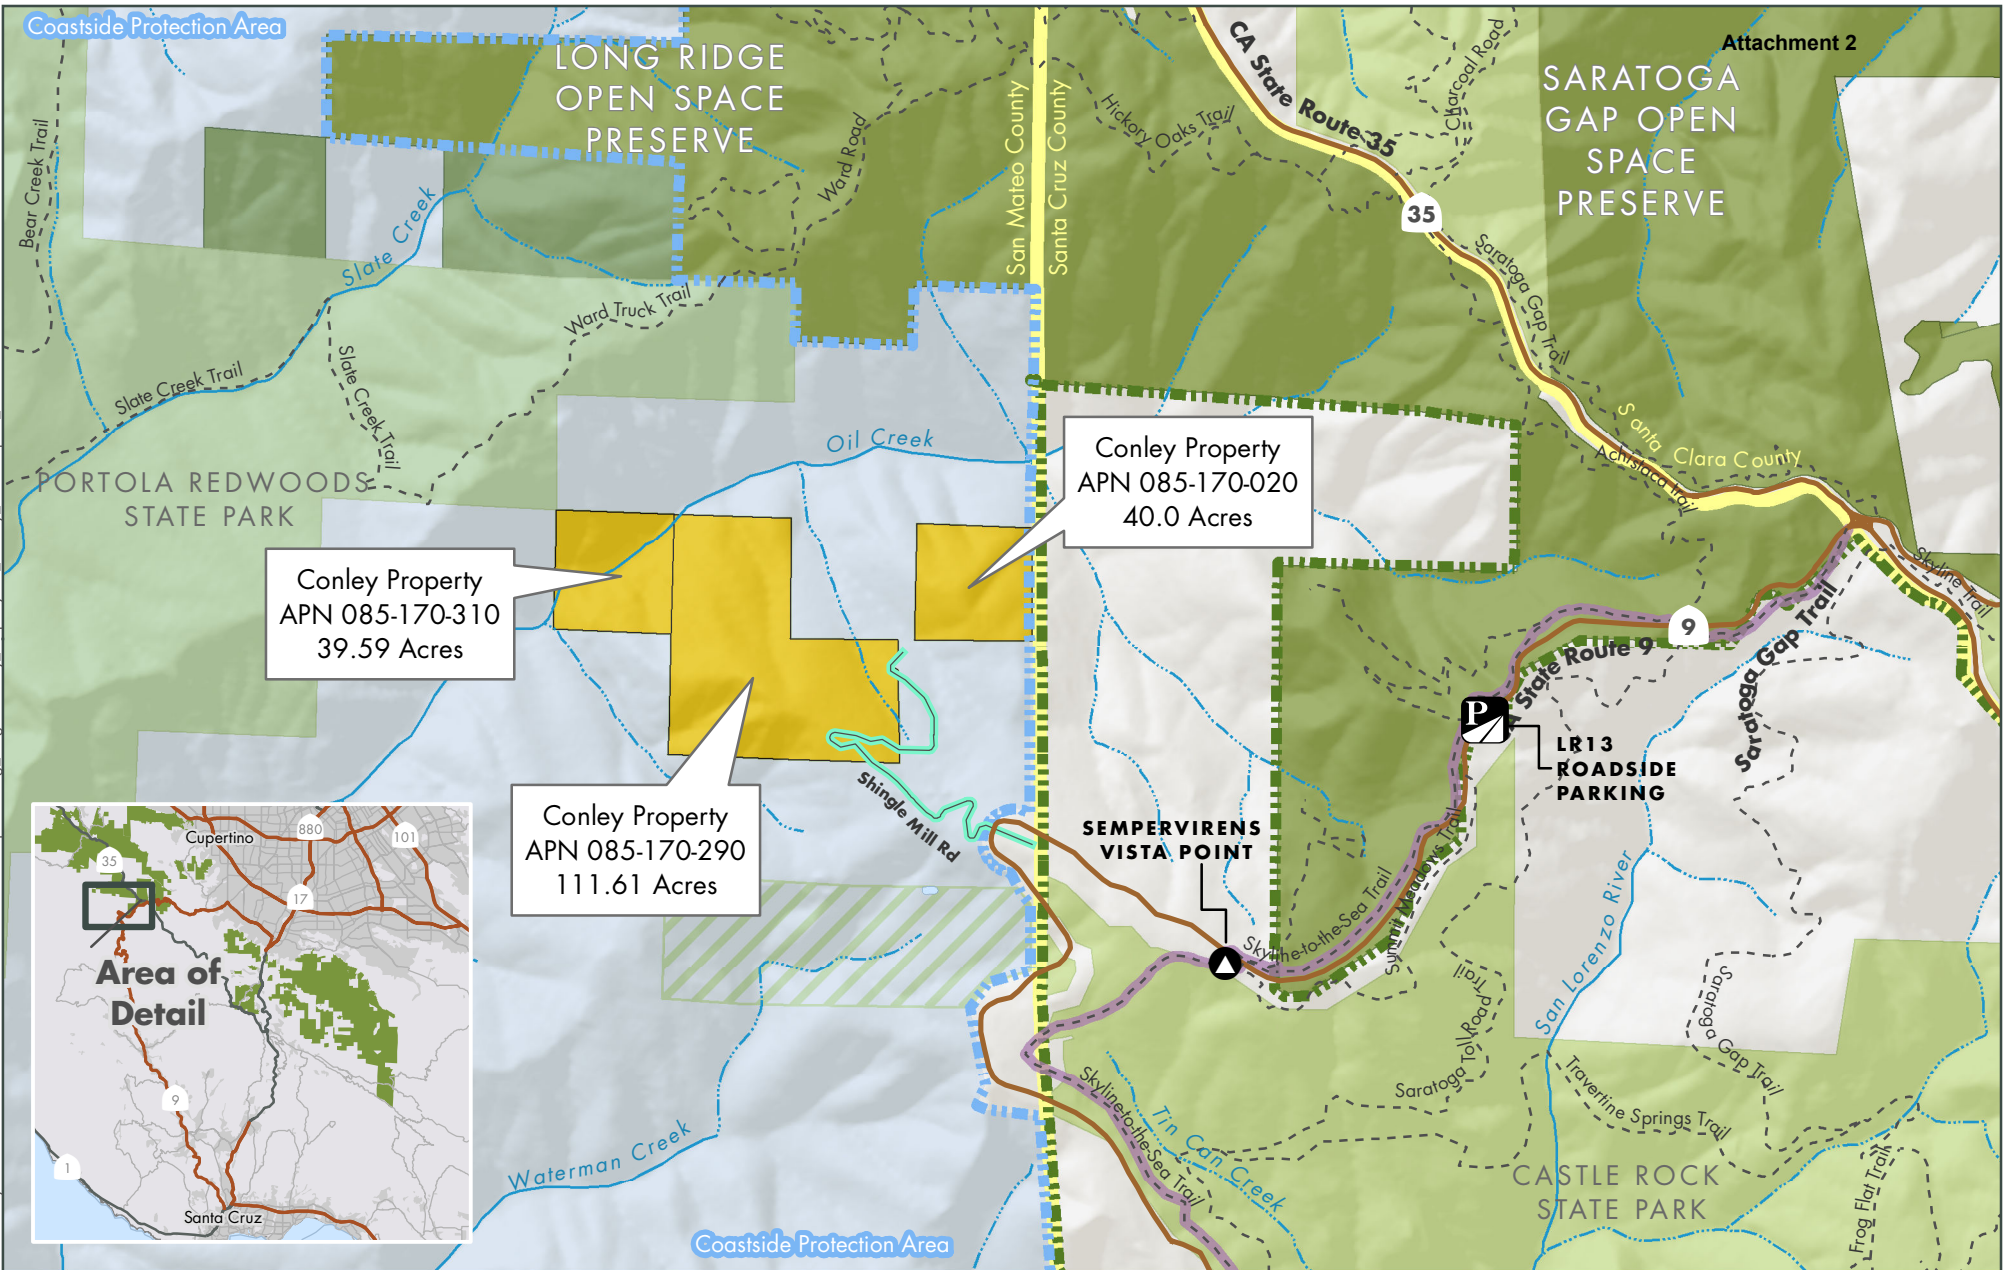 Coastside Protection Area
Attachment 2
LONG RIDGE
OPEN SPACE
PRESERVE
SARATOGA
GAP OPEN
SPACE
PRESERVE
CA State Route 35
35
Charcoal Road
Hickory Oaks Trail
San Mateo County
Santa Cruz County
Ward Road
Bear Creek Trail
Slate Creek
Ward Truck Trail
Slate Creek Trail
Slate Creek Trail
Saratoga Gap Trail
Santa Clara County
Achistaca Trail
Skyline Trail
Oil Creek
PORTOLA REDWOODS
STATE PARK
Conley Property
APN 085-170-020
40.0 Acres
Conley Property
APN 085-170-310
39.59 Acres
Conley Property
APN 085-170-290
111.61 Acres
9
A State Route 9
Saratoga Gap Trail
P
LR13
ROADSIDE
PARKING
Shingle Mill Rd
SEMPERVIRENS
VISTA POINT
Skyline-to-the-Sea Trail
Summit Meadows Trail
San Lorenzo River
Saratoga Toll Road Trail
Saratoga Gap Trail
Travertine Springs Trail
Skyline-to-the-Sea Trail
Tin Can Creek
CASTLE ROCK
STATE PARK
Frog Flat Trail
Waterman Creek
Coastside Protection Area
Cupertino
880
101
35
17
Area of
Detail
9
1
Santa Cruz